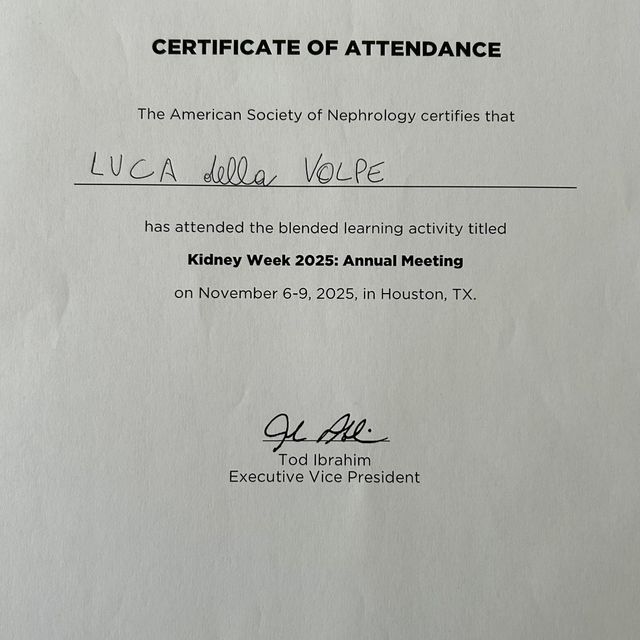 CERTIFICATE OF ATTENDANCE
The American Society of Nephrology certifies that
LUCA della VOLPE
has attended the blended learning activity titled
Kidney Week 2025: Annual Meeting
on November 6-9, 2025, in Houston, TX.
Tod Ibrahim
Executive Vice President